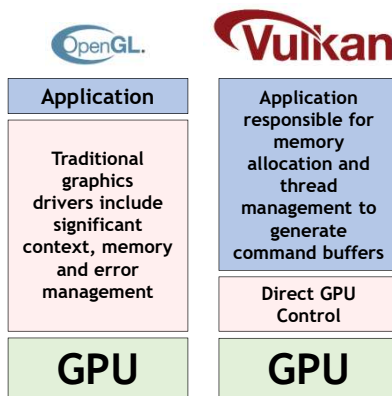 OpenGL.
Application
Traditional
graphics
drivers include
significant
context, memory
and error
management
GPU
Vulkan
Application
responsible for
memory
allocation and
thread
management to
generate
command buffers
Direct GPU
Control
GPU